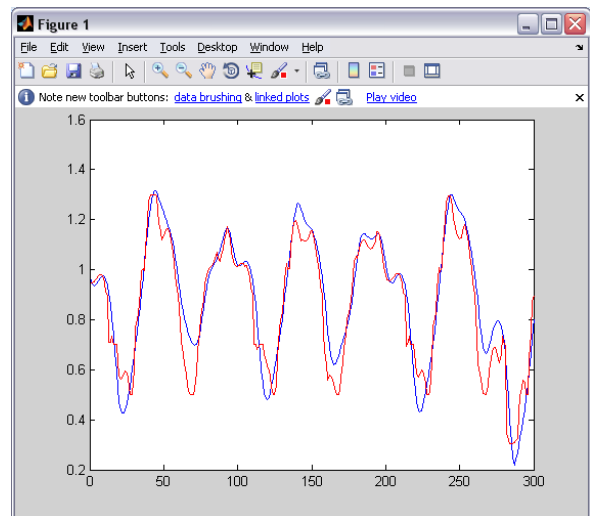 Figure 1
File Edit View Insert Tools Desktop Window Help
Note new toolbar buttons: data brushing & linked plots Play video
1.6
1.4
1.2
1
0.8
0.6
0.4
0.2
0 50 100 150 200 250 300